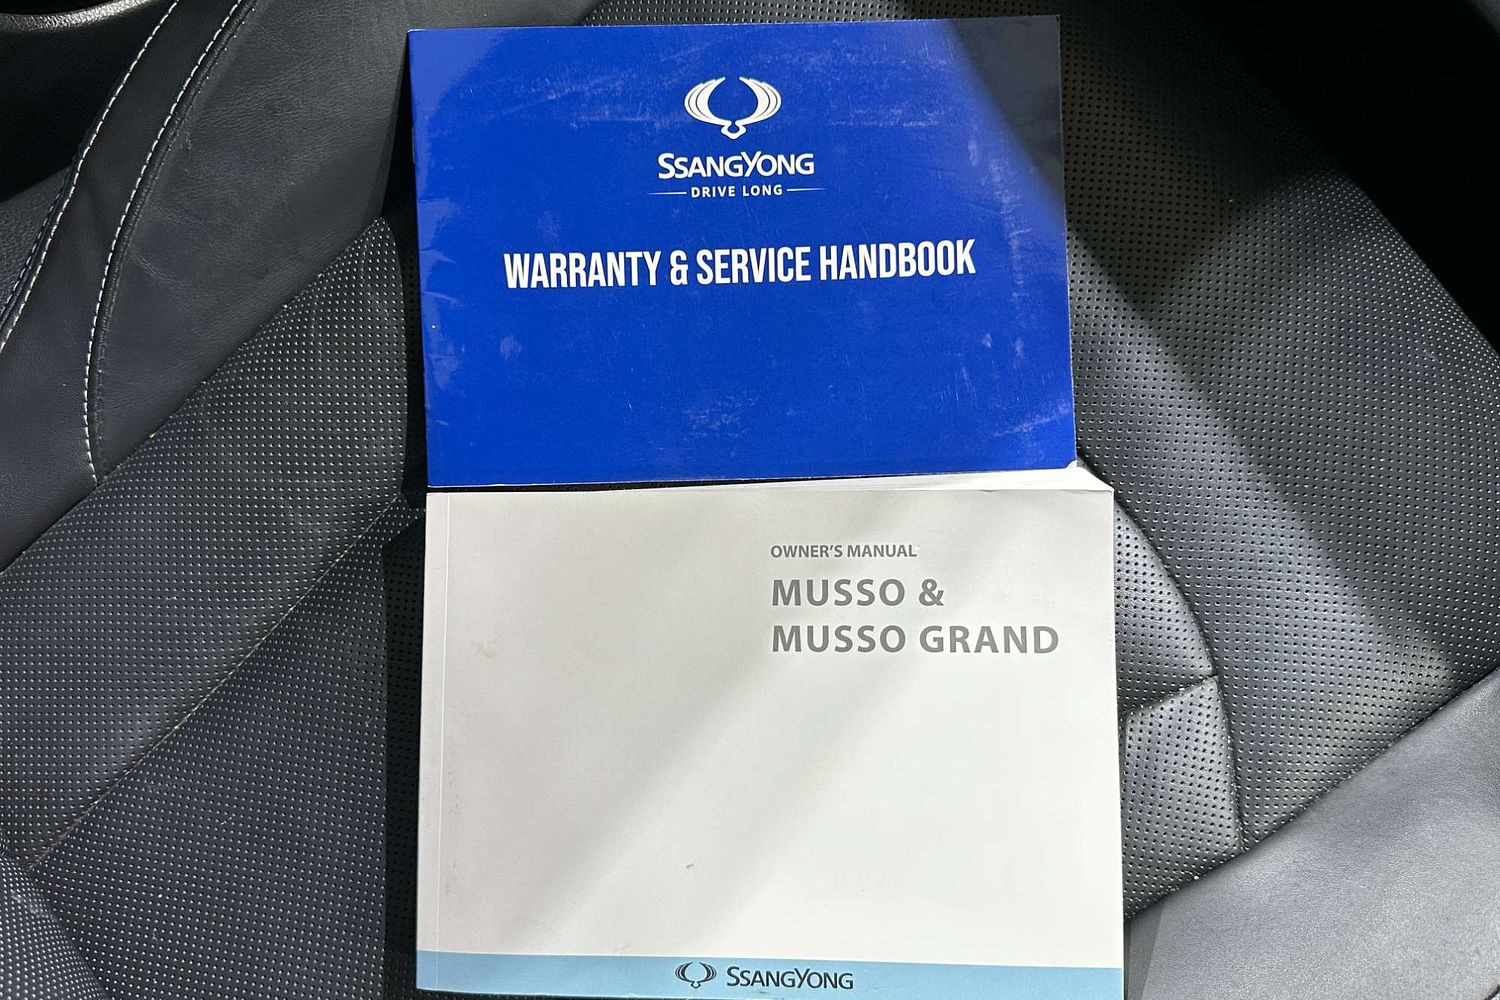 SSANGYONG
DRIVE LONG
WARRANTY & SERVICE HANDBOOK
OWNER'S MANUAL
MUSSO &
MUSSO GRAND
SSANGYONG